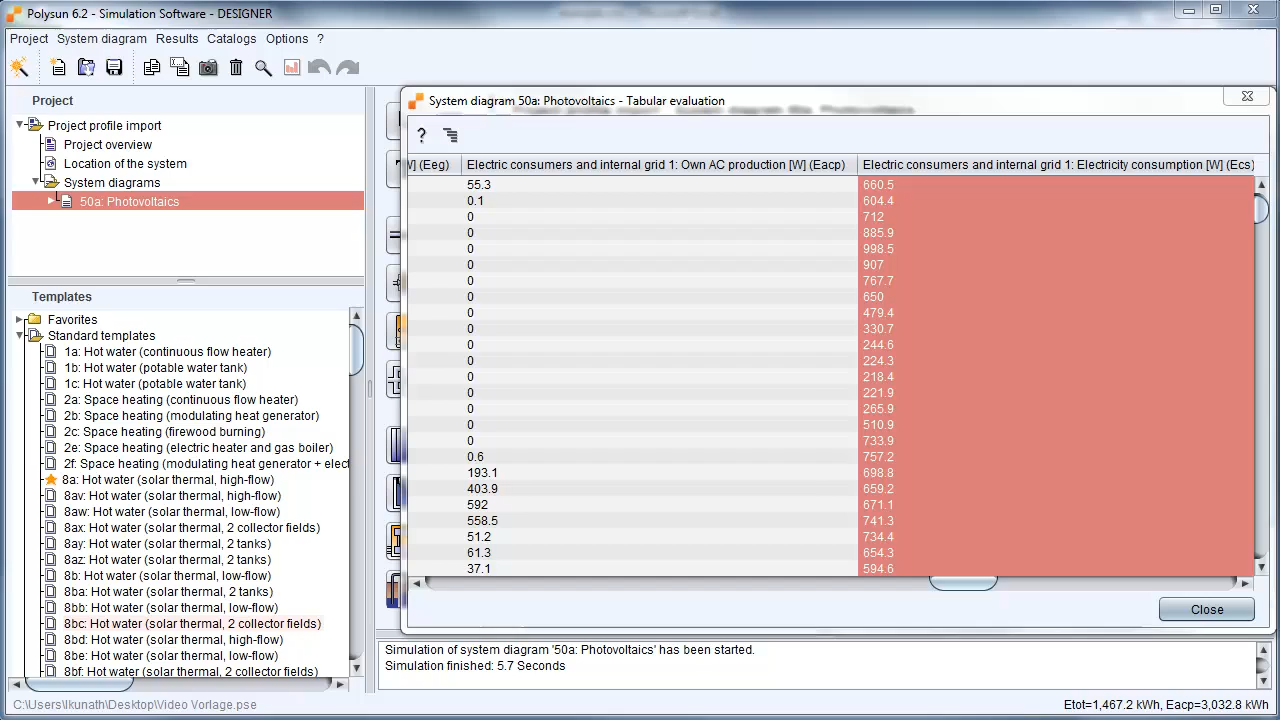 Polysun 6.2 - Simulation Software - DESIGNER
Project System diagram Results Catalogs Options ?
Project
Project profile import
Project overview
Location of the system
System diagrams
50a: Photovoltaics
Templates
Favorites
Standard templates
1a: Hot water (continuous flow heater)
1b: Hot water (potable water tank)
1c: Hot water (potable water tank)
2a: Space heating (continuous flow heater)
2b: Space heating (modulating heat generator)
2c: Space heating (firewood burning)
2e: Space heating (electric heater and gas boiler)
2f: Space heating (modulating heat generator + elect
8a: Hot water (solar thermal, high-flow)
8av: Hot water (solar thermal, high-flow)
8aw: Hot water (solar thermal, low-flow)
8ax: Hot water (solar thermal, 2 collector fields)
8ay: Hot water (solar thermal, 2 tanks)
8az: Hot water (solar thermal, 2 tanks)
8b: Hot water (solar thermal, low-flow)
8ba: Hot water (solar thermal, 2 tanks)
8bb: Hot water (solar thermal, low-flow)
8bc: Hot water (solar thermal, 2 collector fields)
8bd: Hot water (solar thermal, high-flow)
8be: Hot water (solar thermal, low-flow)
8bf: Hot water (solar thermal, 2 collector fields)
System diagram 50a: Photovoltaics - Tabular evaluation
?
W] (Eeg) Electric consumers and internal grid 1: Own AC production [W] (Eacp) Electric consumers and internal grid 1: Electricity consumption [W] (Ecs)
55.3 660.5
0.1 604.4
0 712
0 885.9
0 998.5
0 907
0 767.7
0 650
0 479.4
0 330.7
0 244.6
0 224.3
0 218.4
0 221.9
0 265.9
0 510.9
0 733.9
0.6 757.2
193.1 698.8
403.9 659.2
592 671.1
558.5 741.3
51.2 734.4
61.3 654.3
37.1 594.6
Close
Simulation of system diagram '50a: Photovoltaics' has been started.
Simulation finished: 5.7 Seconds
C:\Users\lkunath\Desktop\Video Vorlage.pse
Etot=1,467.2 kWh, Eacp=3,032.8 kWh